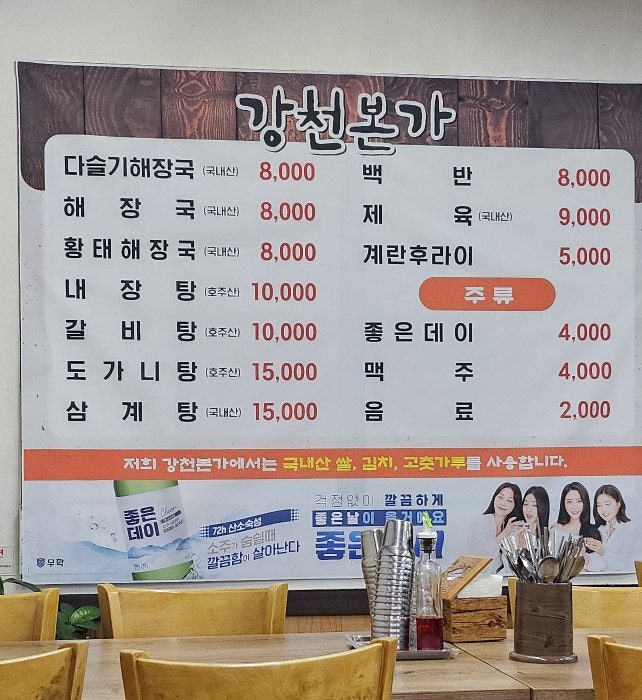 강천본가
다슬기해장국 (국내산) 8,000
해장국 (국내산) 8,000
황태해장국 (국내산) 8,000
내장탕 (호주산) 10,000
갈비탕 (호주산) 10,000
도가니탕 (호주산) 15,000
삼계탕 (국내산) 15,000
백반 8,000
제육 (국내산) 9,000
계란후라이 5,000
주류
좋은데이 4,000
맥주 4,000
음료 2,000
저희 강천본가에서는 국내산 쌀, 김치, 고춧가루를 사용합니다.
좋은
데이
72h 산소숙성
소주가 숨쉴때
깔끔함이 살아난다
무학
걱정없이 깔끔하게
좋은날이 올거에요
좋은